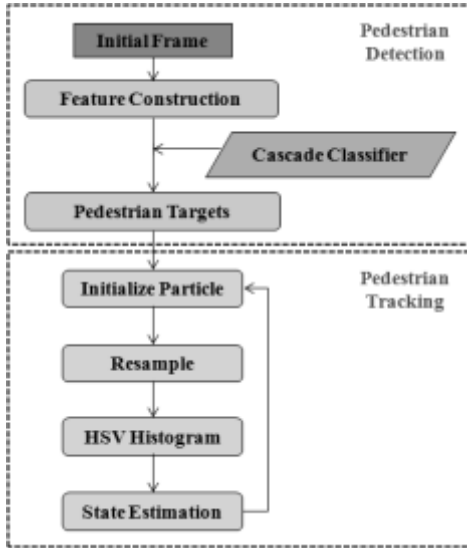 Initial Frame
Pedestrian
Detection
Feature Construction
Cascade Classifier
Pedestrian Targets
Initialize Particle
Pedestrian
Tracking
Resample
HSV Histogram
State Estimation